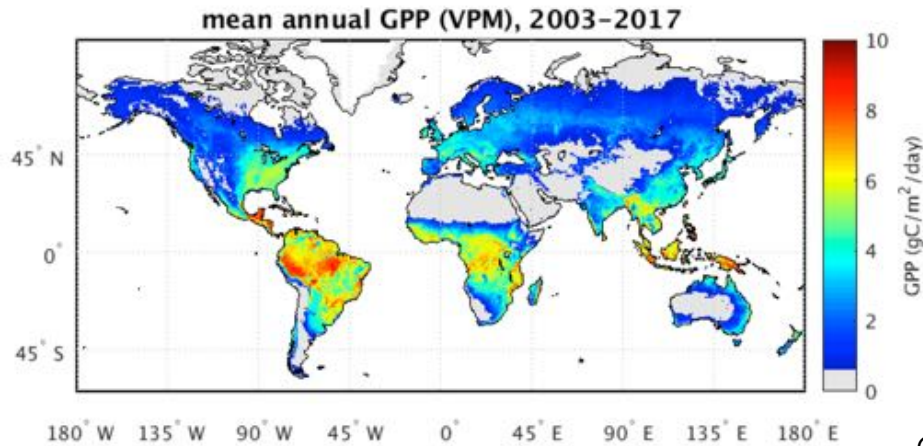 mean annual GPP (VPM), 2003-2017
10
8
45° N
6
0°
4
45° S
2
0
GPP (gC/m²/day)
180° W 135° W 90° W 45° W 0° 45° E 90° E 135° E 180° E